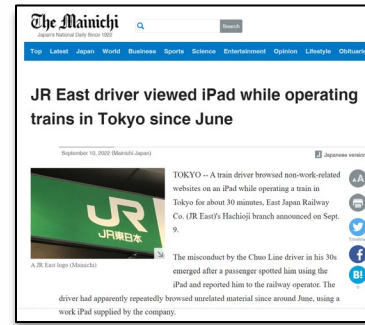 The Mainichi
Japan's National Daily Since 1922
Search
Top Latest Japan World Business Sports Science Entertainment Opinion Lifestyle Obituaries
JR East driver viewed iPad while operating
trains in Tokyo since June
September 10, 2022 (Mainichi Japan)
Japanese version
JR
JR東日本
A JR East logo (Mainichi)
TOKYO -- A train driver browsed non-work-related
websites on an iPad while operating a train in
Tokyo for about 30 minutes, East Japan Railway
Co. (JR East)'s Hachioji branch announced on Sept.
9.
The misconduct by the Chuo Line driver in his 30s
emerged after a passenger spotted him using the
iPad and reported him to the railway operator. The
driver had apparently repeatedly browsed unrelated material since around June, using a
work iPad supplied by the company.
AA
B!